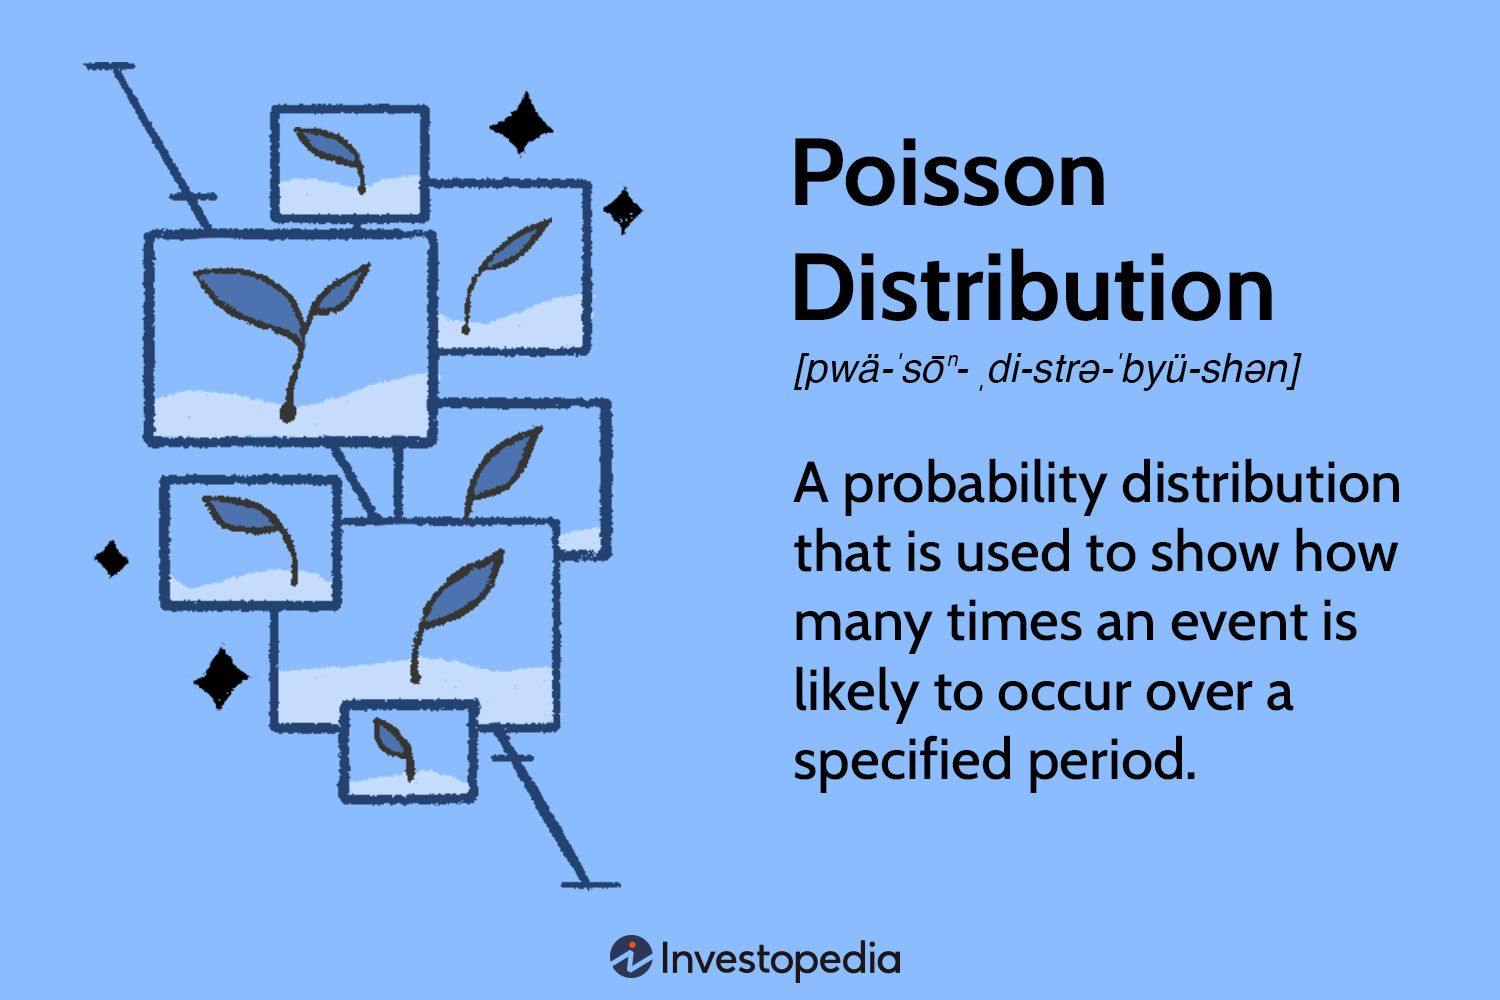 Poisson
Distribution
[pwä-ˈsōⁿ- ˌdi-strə-ˈbyü-shən]
A probability distribution
that is used to show how
many times an event is
likely to occur over a
specified period.
Investopedia